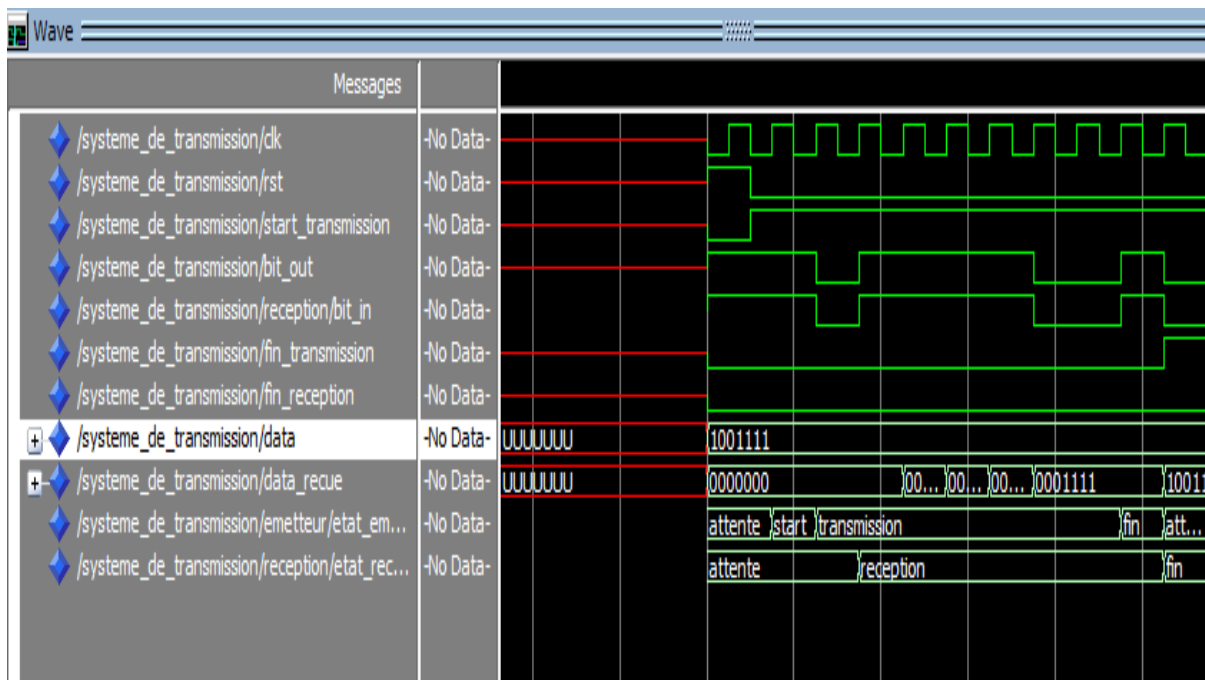 Wave
Messages
/systeme_de_transmission/clk -No Data-
/systeme_de_transmission/rst -No Data-
/systeme_de_transmission/start_transmission -No Data-
/systeme_de_transmission/bit_out -No Data-
/systeme_de_transmission/reception/bit_in -No Data-
/systeme_de_transmission/fin_transmission -No Data-
/systeme_de_transmission/fin_reception -No Data-
/systeme_de_transmission/data -No Data- UUUUUUU 1001111
/systeme_de_transmission/data_recue -No Data- UUUUUUU 0000000 00... 00... 00... 0001111 10011
/systeme_de_transmission/emetteur/etat_em... -No Data- attente start transmission fin att...
/systeme_de_transmission/reception/etat_rec... -No Data- attente reception fin